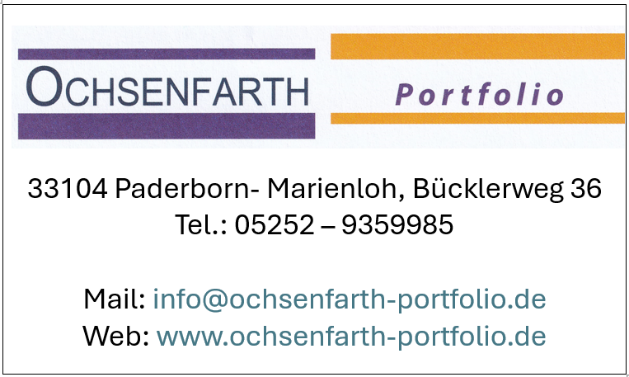 OCHSENFARTH Portfolio
33104 Paderborn- Marienloh, Bücklerweg 36
Tel.: 05252 – 9359985
Mail: info@ochsenfarth-portfolio.de
Web: www.ochsenfarth-portfolio.de